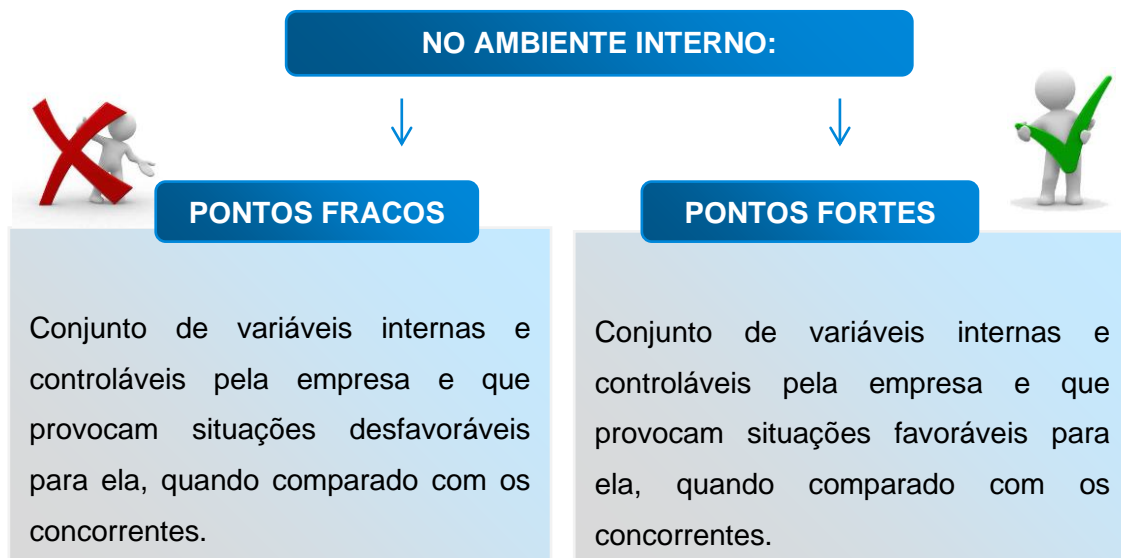 NO AMBIENTE INTERNO:
PONTOS FRACOS
Conjunto de variáveis internas e
controláveis pela empresa e que
provocam situações desfavoráveis
para ela, quando comparado com os
concorrentes.
PONTOS FORTES
Conjunto de variáveis internas e
controláveis pela empresa e que
provocam situações favoráveis para
ela, quando comparado com os
concorrentes.